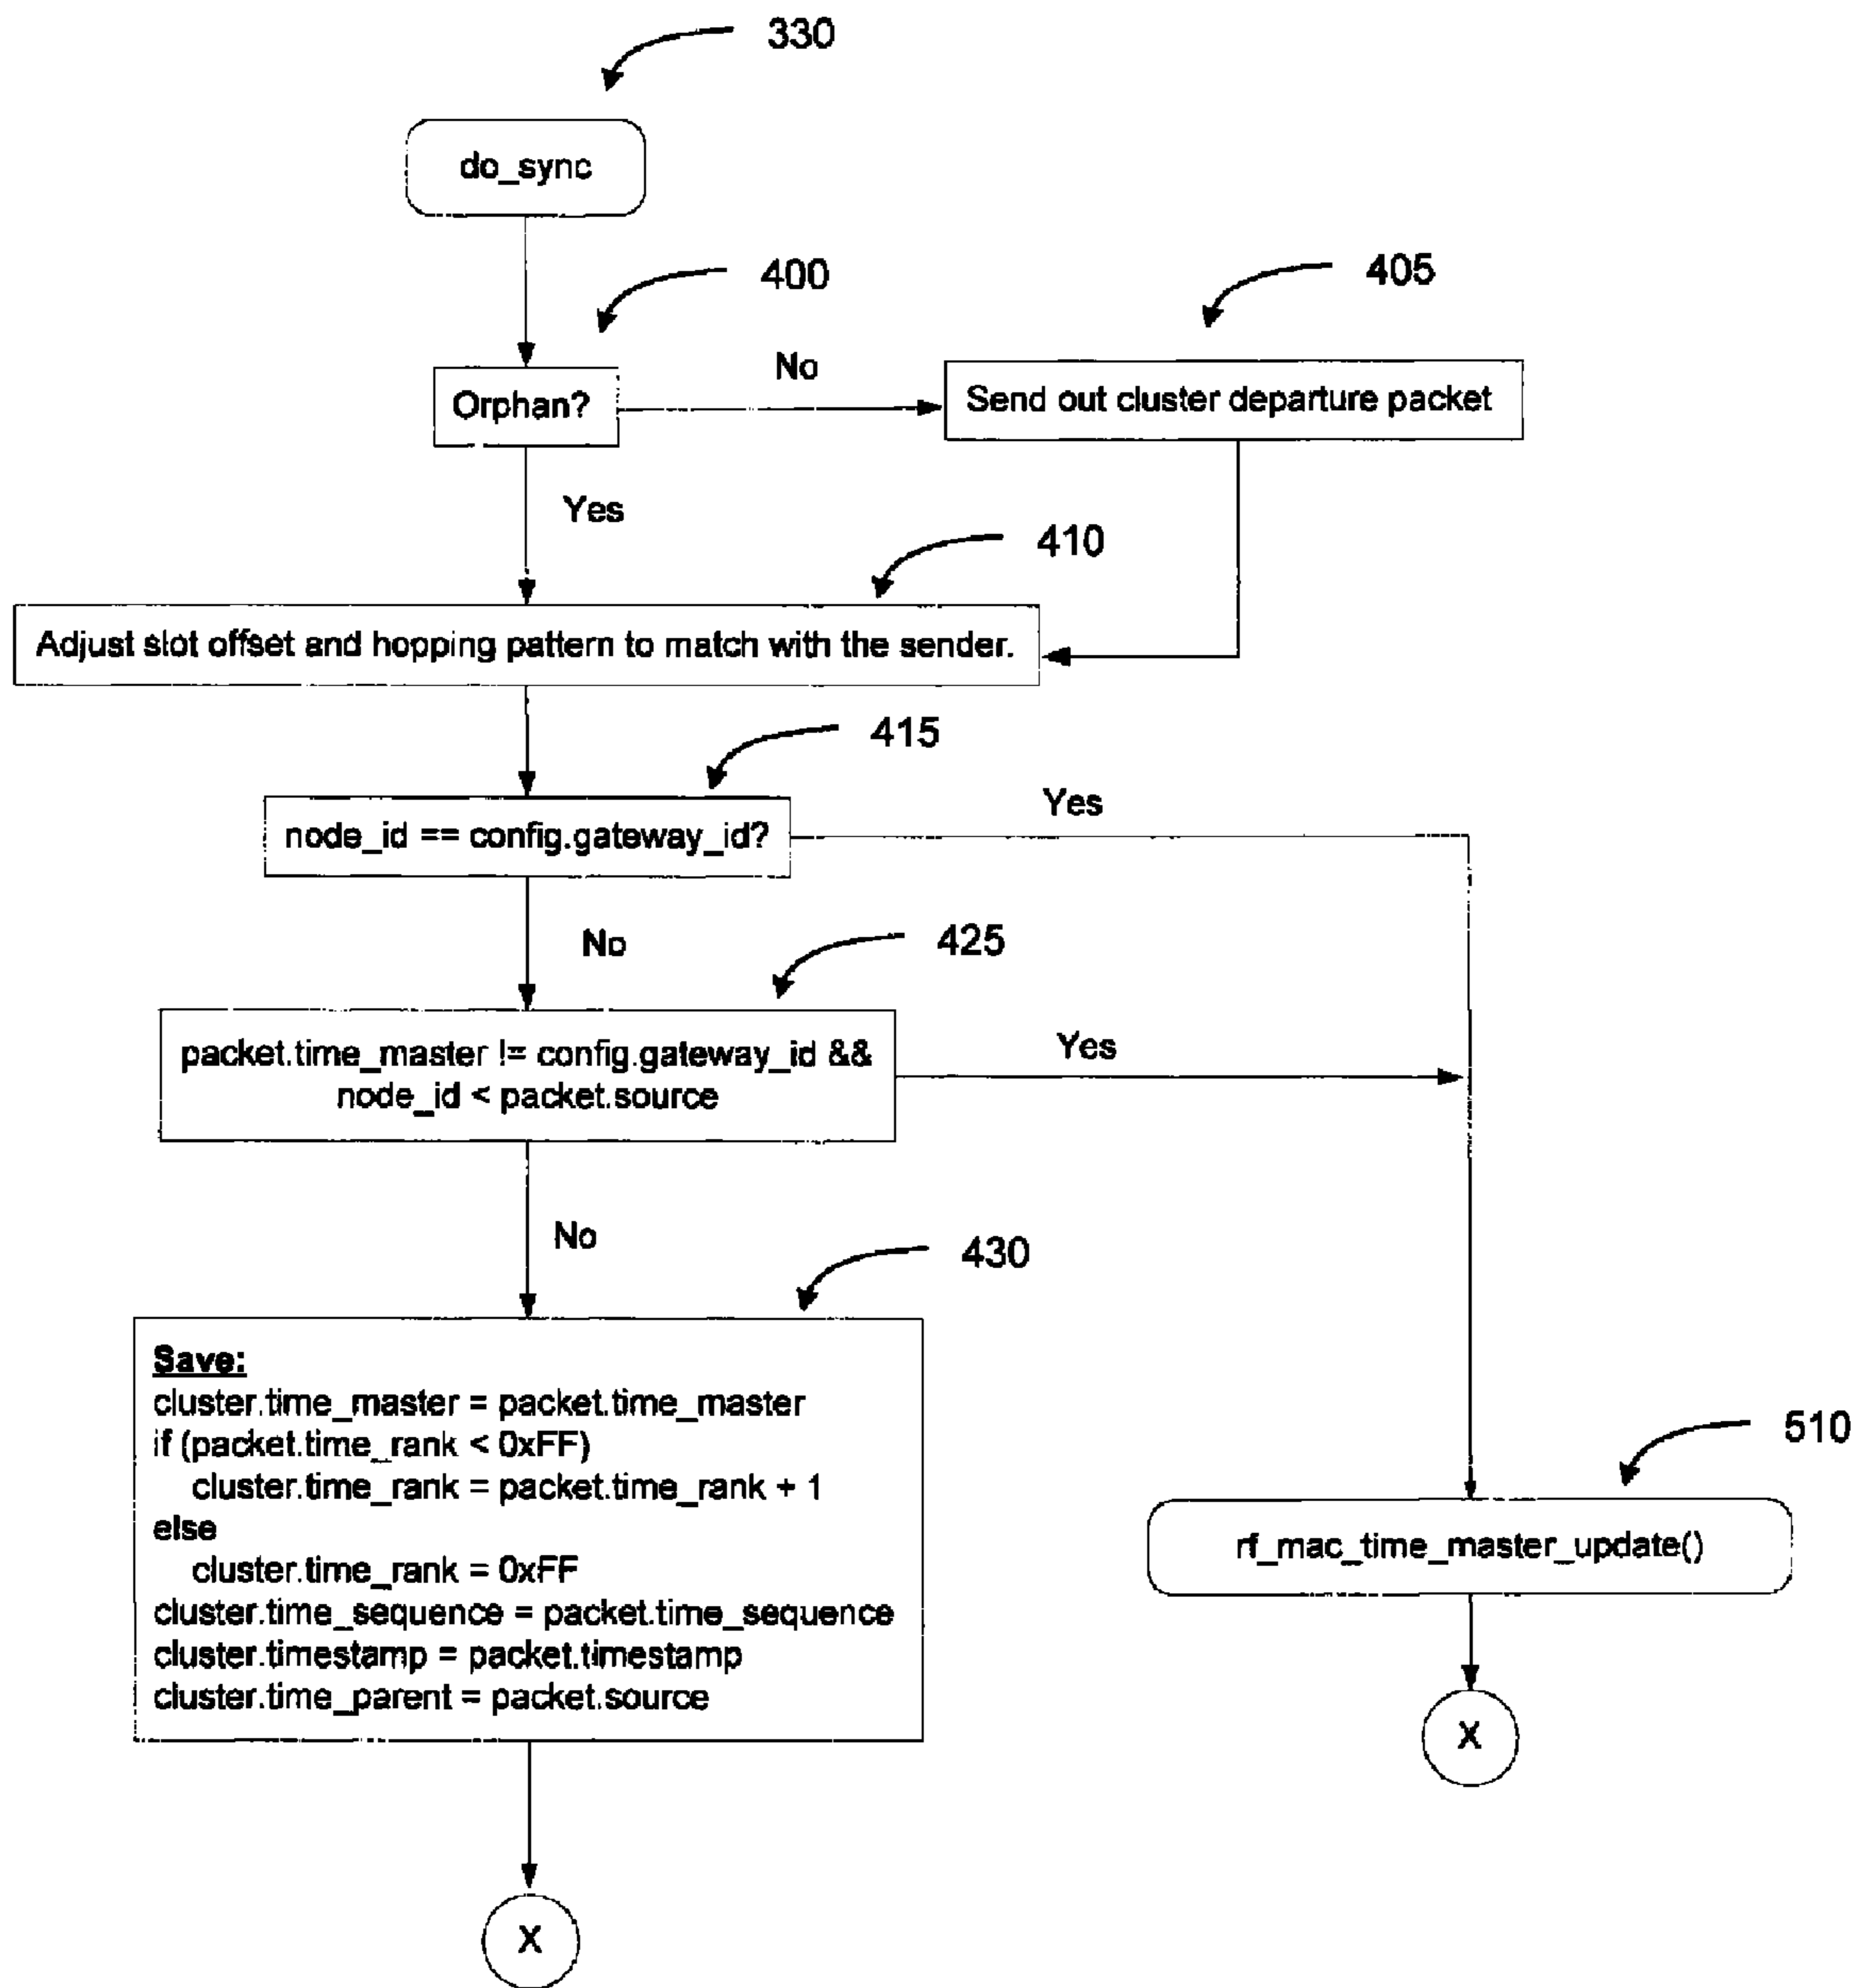 330
do_sync
400
405
Orphan?
No
Send out cluster departure packet
Yes
410
Adjust slot offset and hopping pattern to match with the sender.
415
node_id == config.gateway_id?
Yes
No
425
packet.time_master != config.gateway_id &&
node_id < packet.source
Yes
No
430
Save:
cluster.time_master = packet.time_master
if (packet.time_rank < 0xFF)
cluster.time_rank = packet.time_rank + 1
else
cluster.time_rank = 0xFF
cluster.time_sequence = packet.time_sequence
cluster.timestamp = packet.timestamp
cluster.time_parent = packet.source
510
rf_mac_time_master_update()
X
X